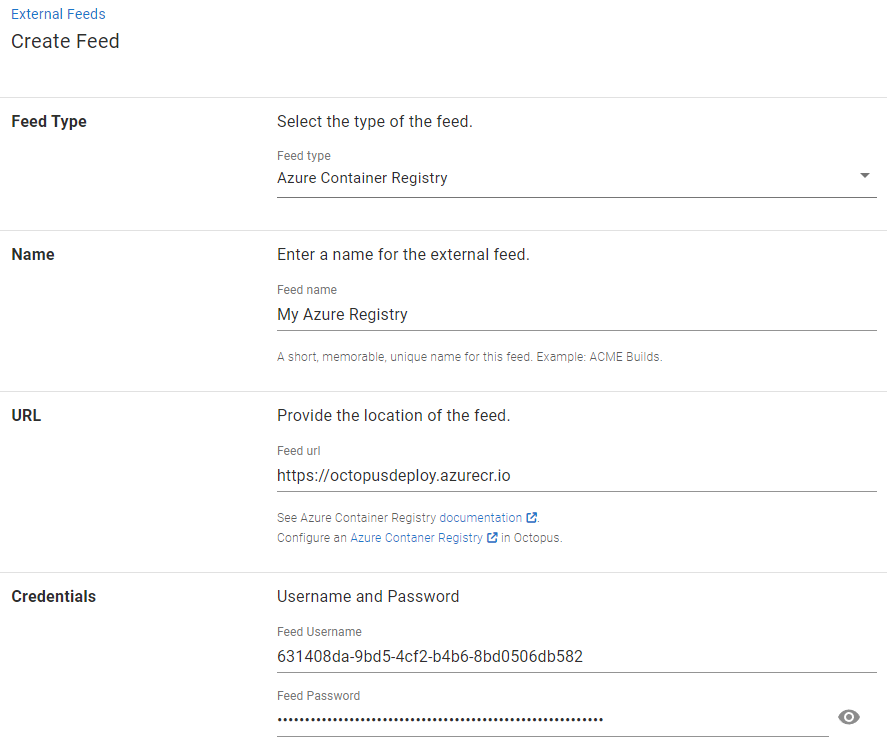 External Feeds
Create Feed
Feed Type
Select the type of the feed.
Feed type
Azure Container Registry
Name
Enter a name for the external feed.
Feed name
My Azure Registry
A short, memorable, unique name for this feed. Example: ACME Builds.
URL
Provide the location of the feed.
Feed url
https://octopusdeploy.azurecr.io
See Azure Container Registry documentation.
Configure an Azure Contaner Registry in Octopus.
Credentials
Username and Password
Feed Username
631408da-9bd5-4cf2-b4b6-8bd0506db582
Feed Password